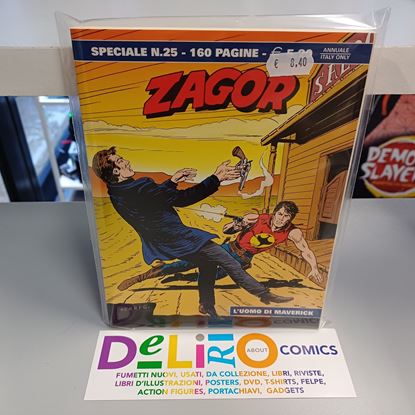 SPECIALE N.25 - 160 PAGINE - €
€ 8,40
ANNUALE
ITALY ONLY
ZAGOR
DEMON
SLAYER
L'UOMO DI MAVERICK
DELIRIO
ABOUT
COMICS
FUMETTI NUOVI, USATI, DA COLLEZIONE, LIBRI, RIVISTE,
LIBRI D'ILLUSTRAZIONI, POSTERS, DVD, T-SHIRTS, FELPE,
ACTION FIGURES, PORTACHIAVI, GADGETS